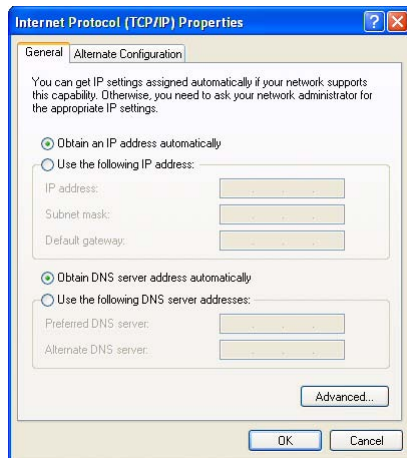 Internet Protocol (TCP/IP) Properties
General
Alternate Configuration
You can get IP settings assigned automatically if your network supports
this capability. Otherwise, you need to ask your network administrator for
the appropriate IP settings.
Obtain an IP address automatically
Use the following IP address:
IP address:
Subnet mask:
Default gateway:
Obtain DNS server address automatically
Use the following DNS server addresses:
Preferred DNS server:
Alternate DNS server:
Advanced...
OK
Cancel